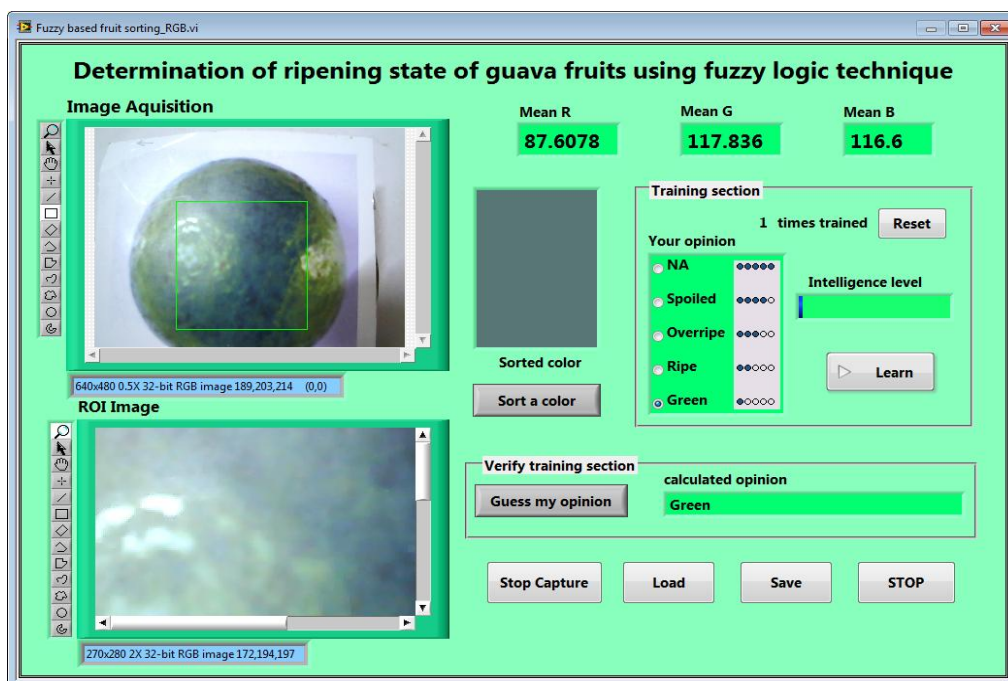 Fuzzy based fruit sorting_RGB.vi
Determination of ripening state of guava fruits using fuzzy logic technique
Image Aquisition
640x480 0.5X 32-bit RGB image 189,203,214 (0,0)
ROI Image
270x280 2X 32-bit RGB image 172,194,197
Mean R
87.6078
Mean G
117.836
Mean B
116.6
Sorted color
Sort a color
Training section
1 times trained
Reset
Your opinion
NA
Spoiled
Overripe
Ripe
Green
Intelligence level
Learn
Verify training section
Guess my opinion
calculated opinion
Green
Stop Capture
Load
Save
STOP